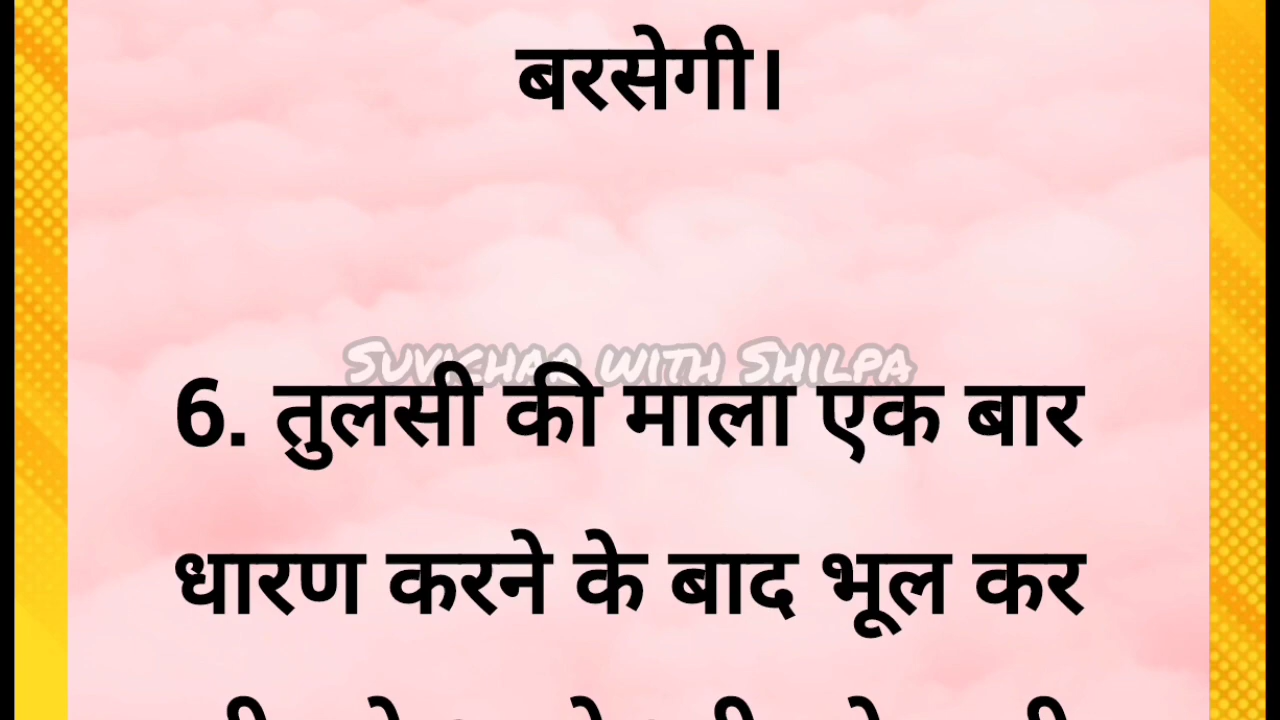 बरसेगी।
Suvichar with Shilpa
6. तुलसी की माला एक बार
धारण करने के बाद भूल कर